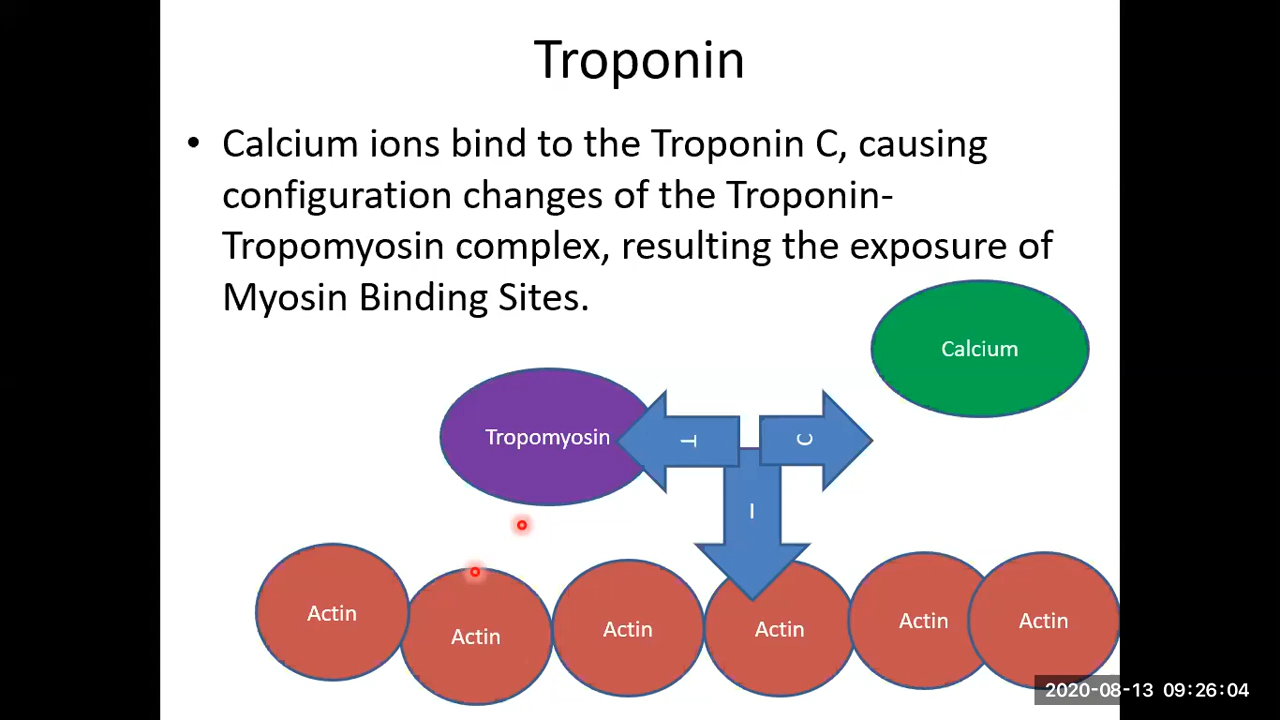 Troponin
• Calcium ions bind to the Troponin C, causing
configuration changes of the Troponin-
Tropomyosin complex, resulting the exposure of
Myosin Binding Sites.
Calcium
Tropomyosin
T
C
I
Actin
Actin
Actin
Actin
Actin
Actin
2020-08-13 09:26:04